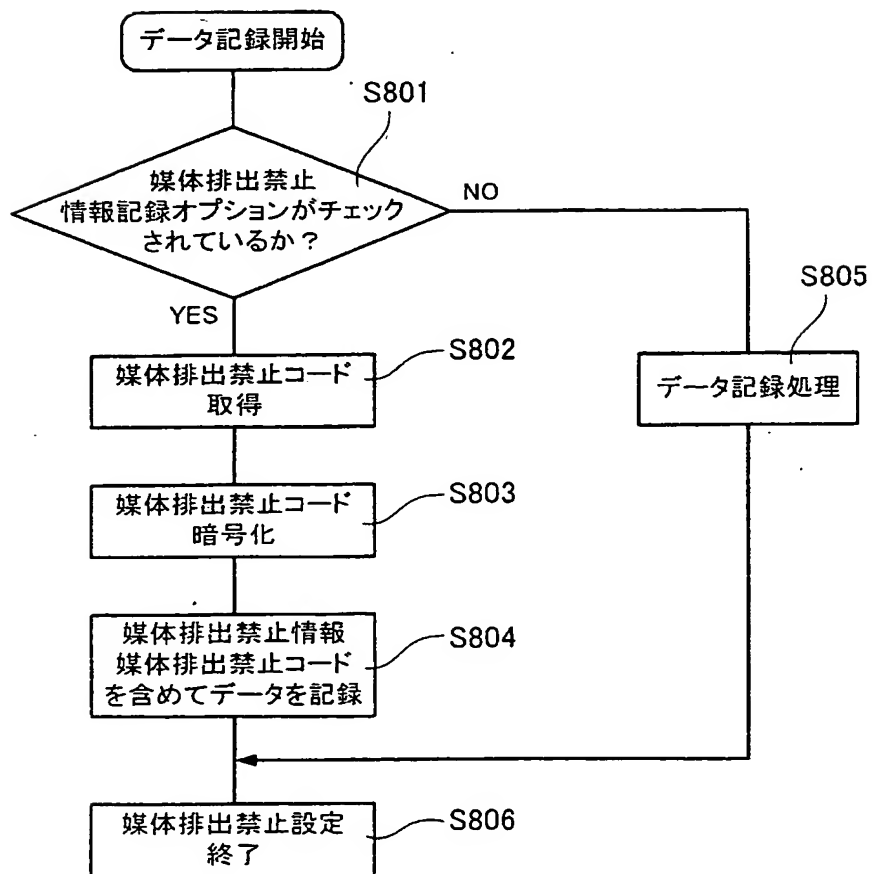 データ記録開始
S801
媒体排出禁止
情報記録オプションがチェック
されているか？
NO
YES
S805
データ記録処理
S802
媒体排出禁止コード
取得
S803
媒体排出禁止コード
暗号化
S804
媒体排出禁止情報
媒体排出禁止コード
を含めてデータを記録
S806
媒体排出禁止設定
終了